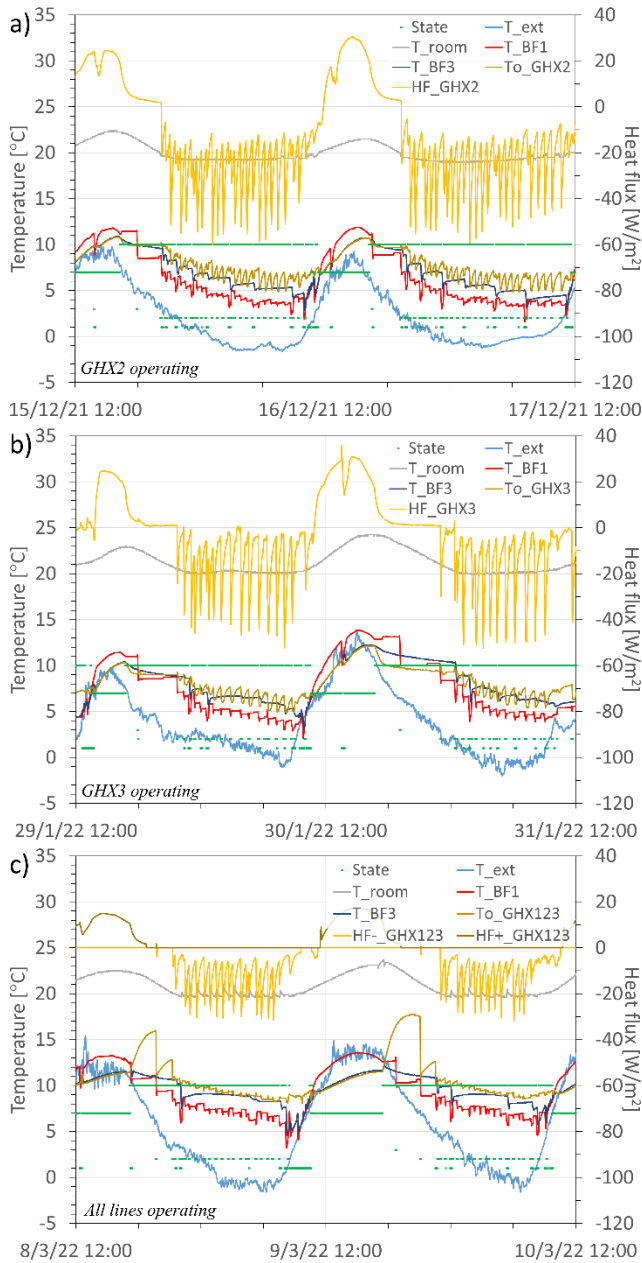 a)
35
30
25
20
15
10
5
0
-5
Temperature [°C]
40
20
0
-20
-40
-60
-80
-100
-120
Heat flux [W/m²]
State
T_ext
T_room
T_BF1
T_BF3
To_GHX2
HF_GHX2
GHX2 operating
15/12/21 12:00
16/12/21 12:00
17/12/21 12:00
b)
35
30
25
20
15
10
5
0
-5
Temperature [°C]
40
20
0
-20
-40
-60
-80
-100
-120
Heat flux [W/m²]
State
T_ext
T_room
T_BF1
T_BF3
To_GHX3
HF_GHX3
GHX3 operating
29/1/22 12:00
30/1/22 12:00
31/1/22 12:00
c)
35
30
25
20
15
10
5
0
-5
Temperature [°C]
40
20
0
-20
-40
-60
-80
-100
-120
Heat flux [W/m²]
State
T_ext
T_room
T_BF1
T_BF3
To_GHX123
HF-_GHX123
HF+_GHX123
All lines operating
8/3/22 12:00
9/3/22 12:00
10/3/22 12:00